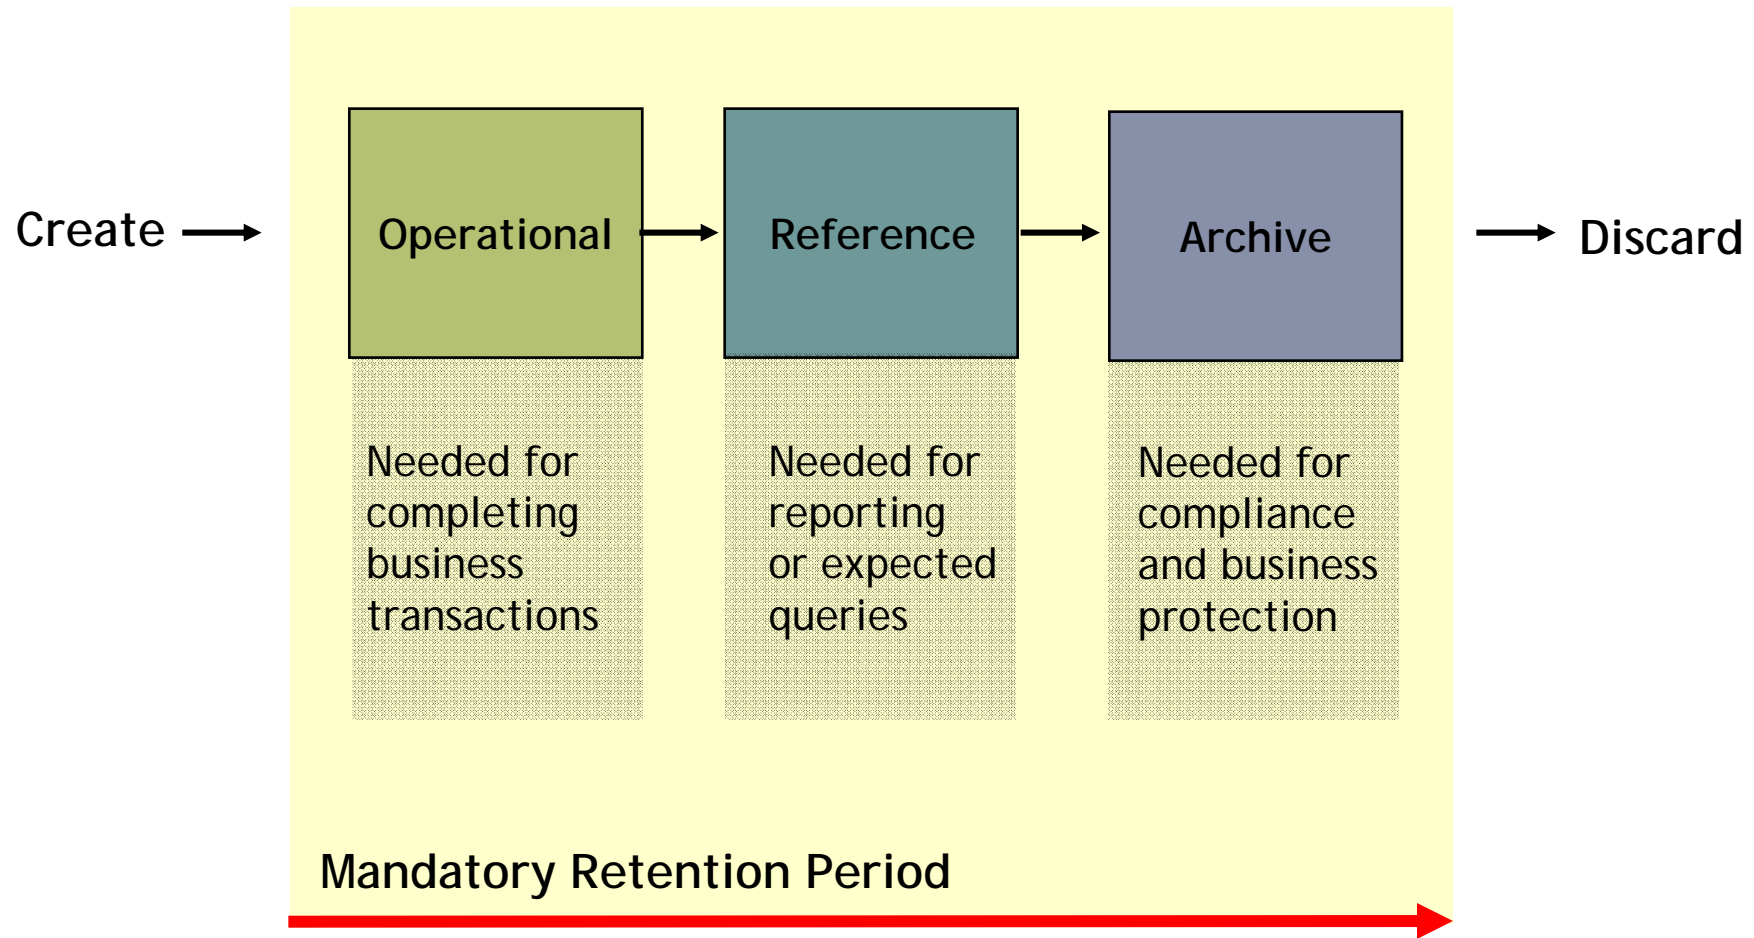 Create
Operational
Reference
Archive
Discard
Needed for
completing
business
transactions
Needed for
reporting
or expected
queries
Needed for
compliance
and business
protection
Mandatory Retention Period